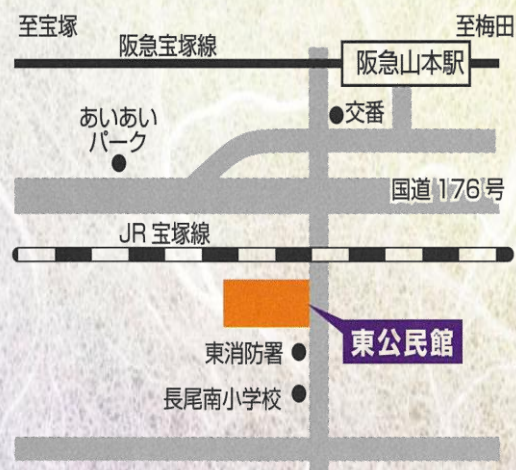 至宝塚
至梅田
阪急宝塚線
阪急山本駅
交番
あいあい
パーク
国道176号
JR宝塚線
東公民館
東消防署
長尾南小学校